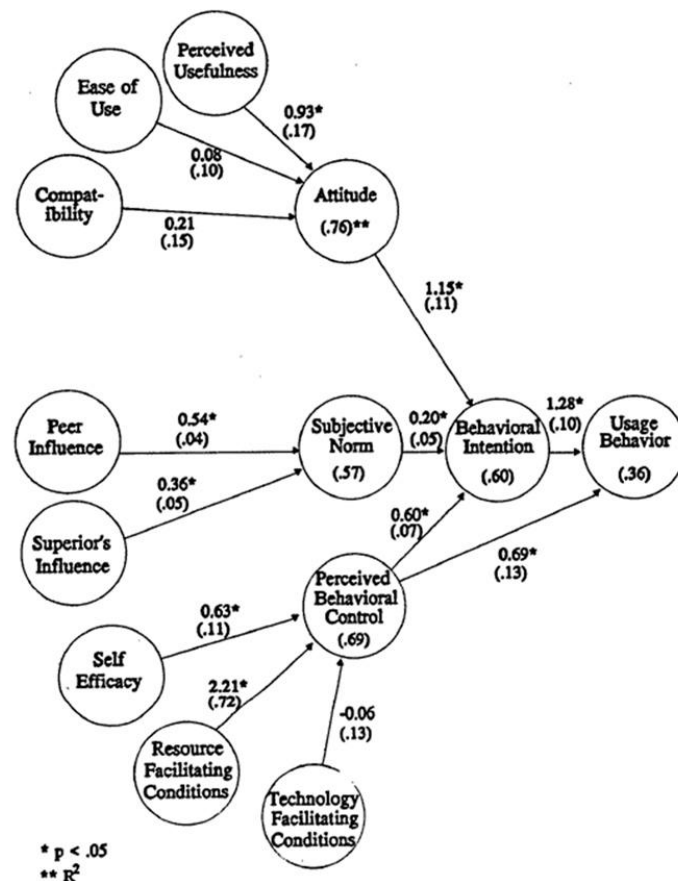 Perceived
Usefulness
Ease of
Use
0.93*
(.17)
0.08
(.10)
Compat-
ibility
0.21
(.15)
Attitude
(.76)**
1.15*
(.11)
Peer
Influence
0.54*
(.04)
Subjective
Norm
(.57)
0.20*
(.05)
Behavioral
Intention
(.60)
1.28*
(.10)
Usage
Behavior
(.36)
0.36*
(.05)
Superior's
Influence
0.60*
(.07)
0.69*
(.13)
Perceived
Behavioral
Control
(.69)
0.63*
(.11)
Self
Efficacy
2.21*
(.72)
-0.06
(.13)
Resource
Facilitating
Conditions
Technology
Facilitating
Conditions
* p < .05
** R²